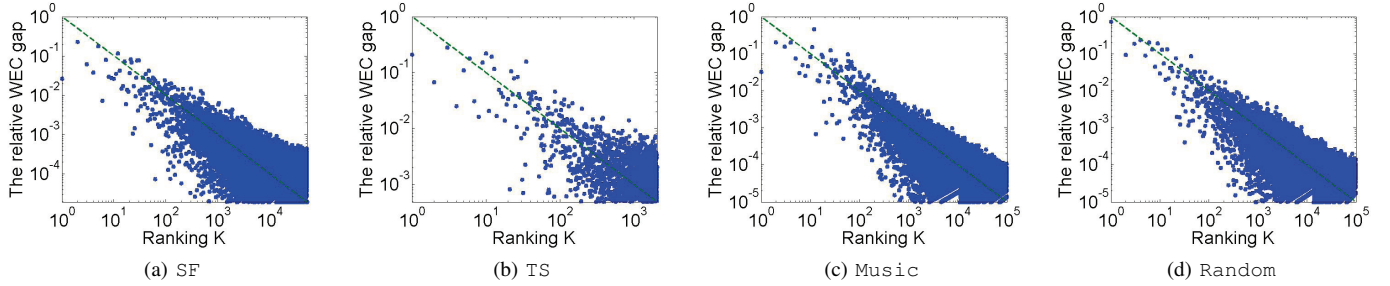 The relative WEC gap
10^0
10^-1
10^-2
10^-3
10^-4
10^0 10^1 10^2 10^3 10^4
Ranking K
(a) SF
The relative WEC gap
10^0
10^-1
10^-2
10^-3
10^0 10^1 10^2 10^3
Ranking K
(b) TS
The relative WEC gap
10^0
10^-1
10^-2
10^-3
10^-4
10^-5
10^0 10^1 10^2 10^3 10^4 10^5
Ranking K
(c) Music
The relative WEC gap
10^0
10^-1
10^-2
10^-3
10^-4
10^-5
10^0 10^1 10^2 10^3 10^4 10^5
Ranking K
(d) Random